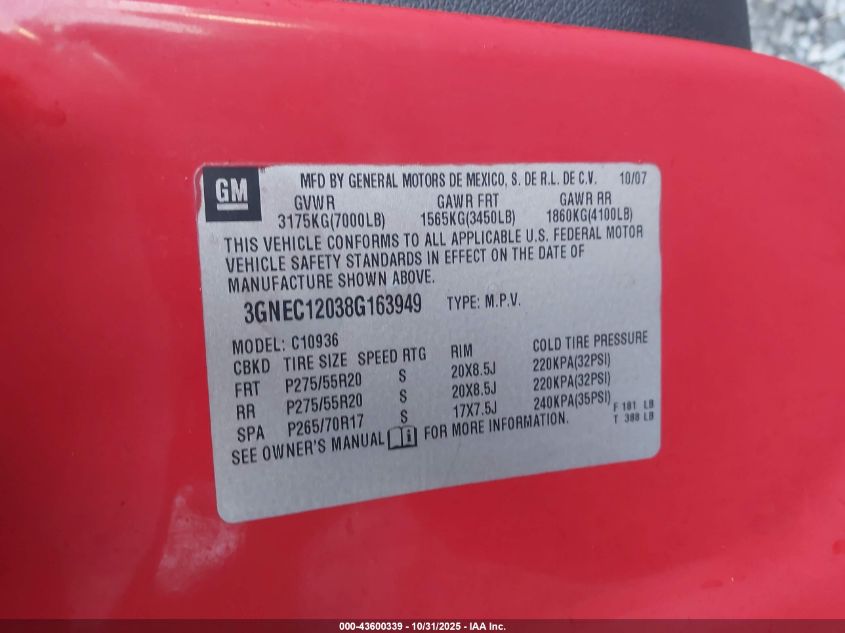 GM
MFD BY GENERAL MOTORS DE MEXICO, S. DE R.L. DE C.V. 10/07
GVWR GAWR FRT GAWR RR
3175KG(7000LB) 1565KG(3450LB) 1860KG(4100LB)
THIS VEHICLE CONFORMS TO ALL APPLICABLE U.S. FEDERAL MOTOR
VEHICLE SAFETY STANDARDS IN EFFECT ON THE DATE OF
MANUFACTURE SHOWN ABOVE.
3GNEC12038G163949 TYPE: M.P.V.
MODEL: C10936
CBKD TIRE SIZE SPEED RTG RIM COLD TIRE PRESSURE
FRT P275/55R20 S 20X8.5J 220KPA(32PSI)
RR P275/55R20 S 20X8.5J 220KPA(32PSI)
SPA P265/70R17 S 17X7.5J 240KPA(35PSI) F 181 LB
SEE OWNER'S MANUAL FOR MORE INFORMATION. T 388 LB
000-43600339 - 10/31/2025 - IAA Inc.